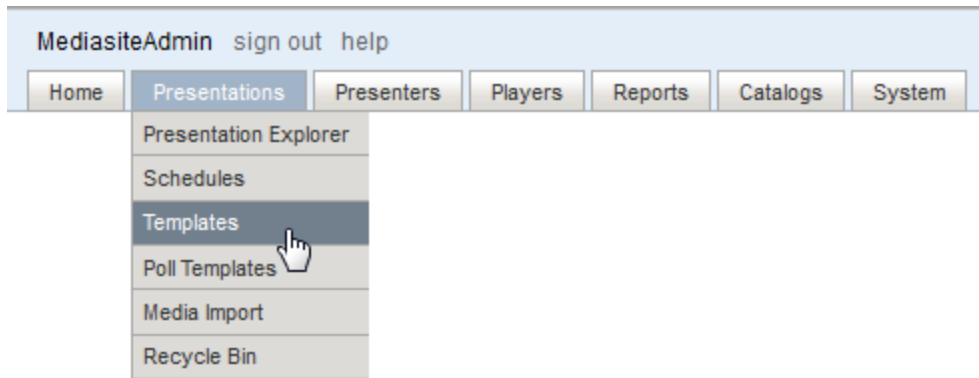 MediasiteAdmin sign out help
Home Presentations Presenters Players Reports Catalogs System
Presentation Explorer
Schedules
Templates
Poll Templates
Media Import
Recycle Bin